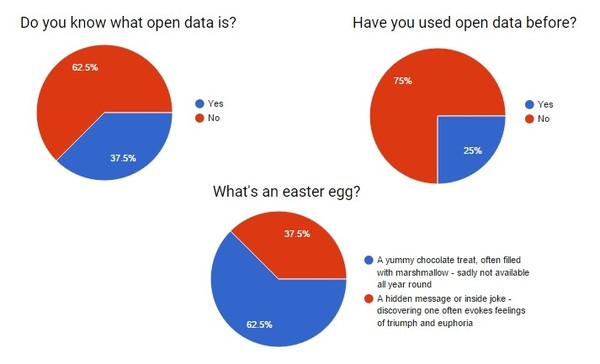 Do you know what open data is?
62.5%
37.5%
Yes
No
Have you used open data before?
75%
25%
Yes
No
What's an easter egg?
37.5%
62.5%
A yummy chocolate treat, often filled
with marshmallow - sadly not available
all year round
A hidden message or inside joke -
discovering one often evokes feelings
of triumph and euphoria